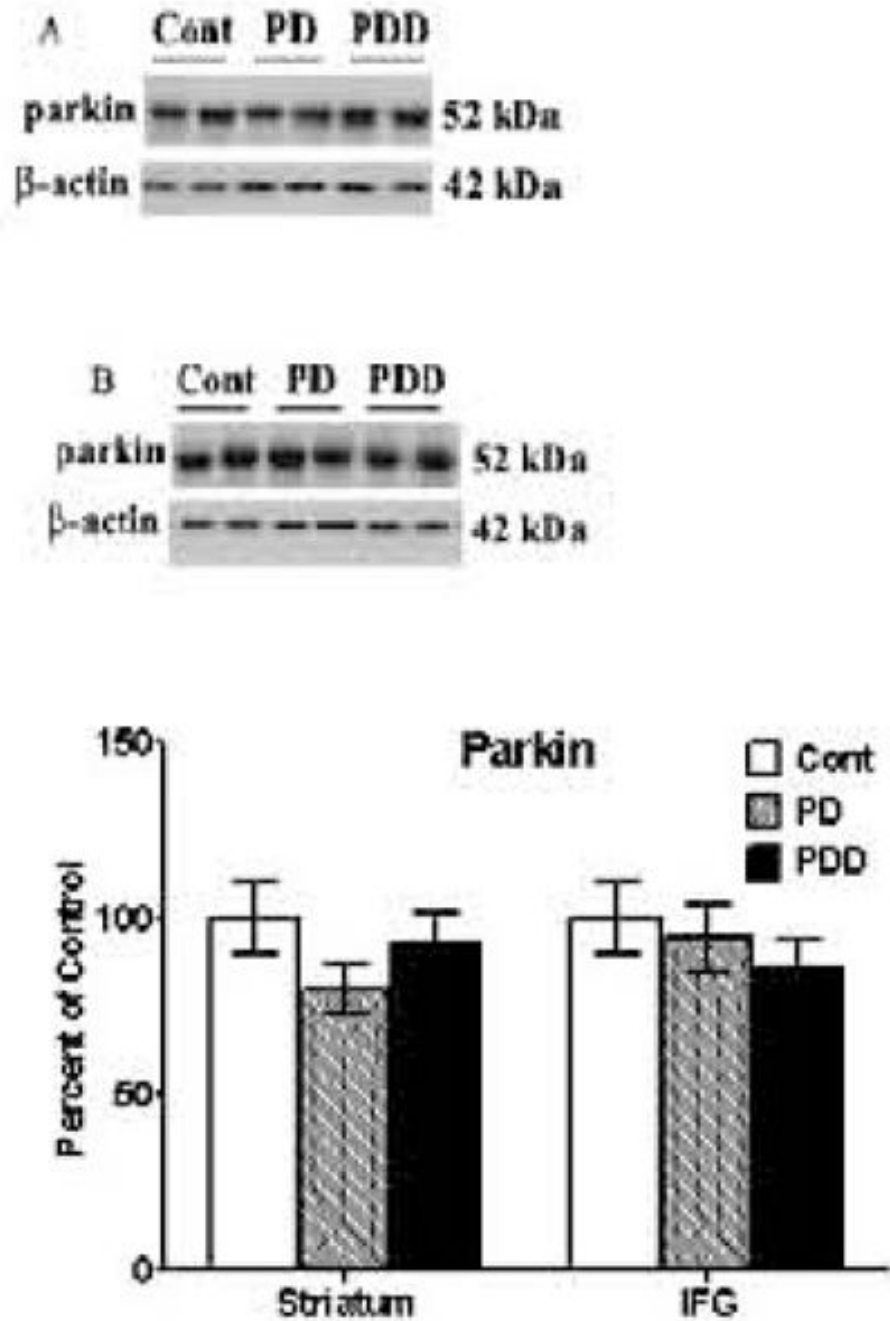 A Cont PD PDD
parkin 52 kDa
β-actin 42 kDa
B Cont PD PDD
parkin 52 kDa
β-actin 42 kDa
Parkin
Cont
PD
PDD
Percent of Control
150
100
50
0
Striatum IFG